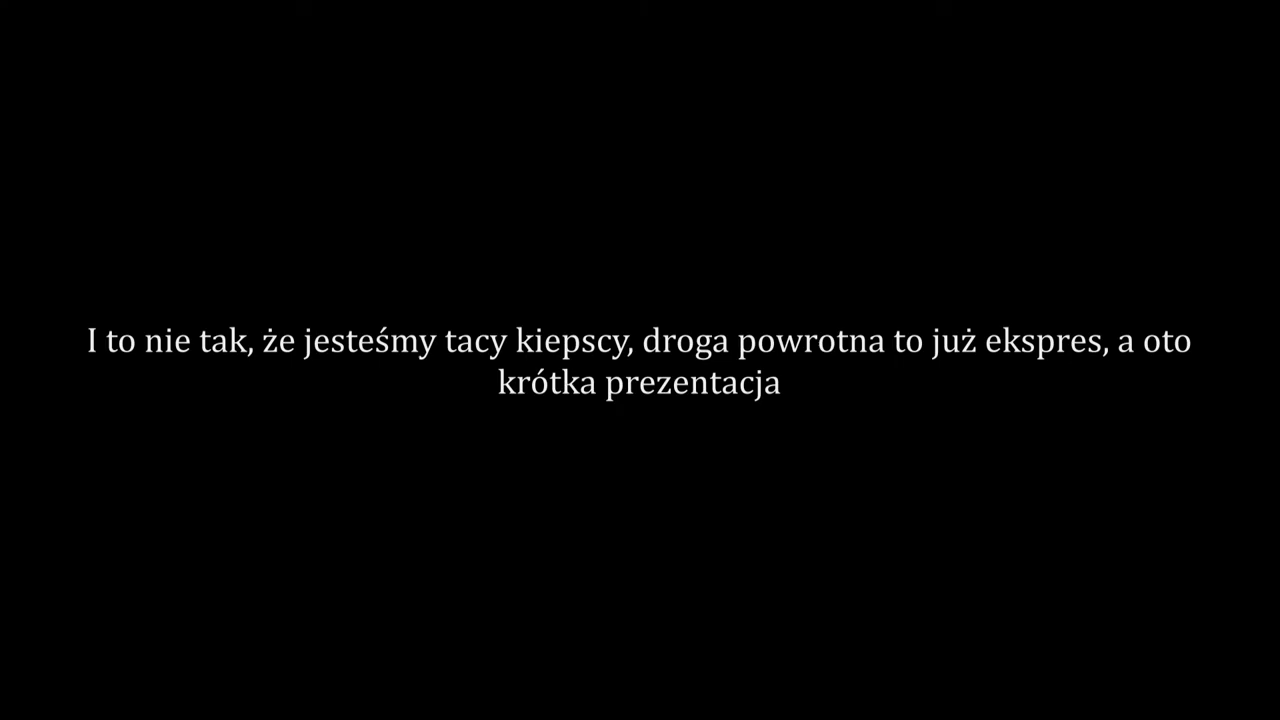 I to nie tak, że jesteśmy tacy kiepscy, droga powrotna to już ekspres, a oto
krótka prezentacja